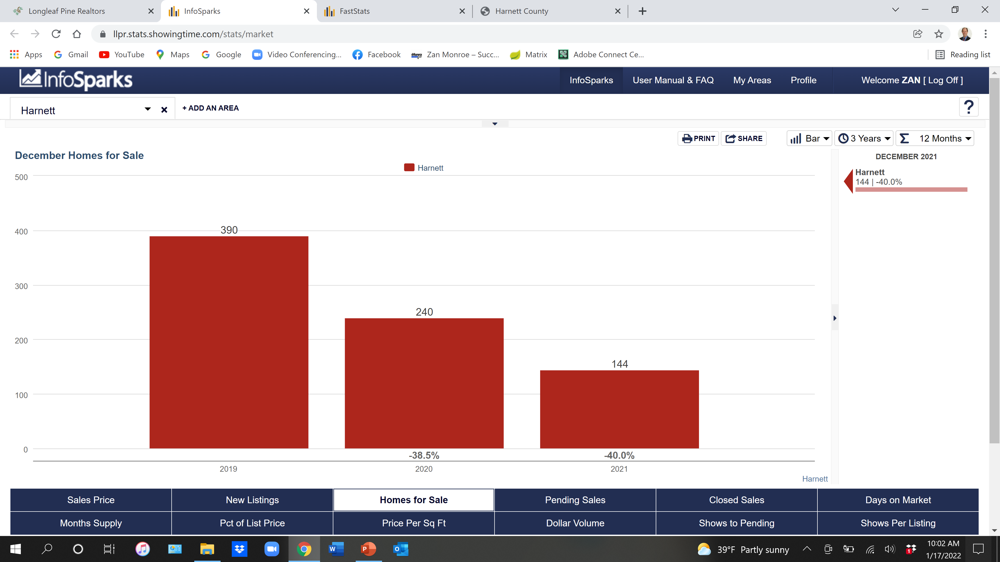 Longleaf Pine Realtors
InfoSparks
FastStats
Harnett County
llpr.stats.showingtime.com/stats/market
Apps
Gmail
YouTube
Maps
Google
Video Conferencing...
Facebook
Monroe
Zan Monroe – Succ...
Matrix
Adobe Connect Ce...
Reading list
InfoSparks
InfoSparks
User Manual & FAQ
My Areas
Profile
Welcome ZAN [ Log Off ]
Harnett
+ ADD AN AREA
?
PRINT
SHARE
Bar
3 Years
Σ 12 Months
December Homes for Sale
Harnett
DECEMBER 2021
Harnett
144 | -40.0%
500
400
300
200
100
0
390
240
144
-38.5%
-40.0%
2019
2020
2021
Harnett
Sales Price
New Listings
Homes for Sale
Pending Sales
Closed Sales
Days on Market
Months Supply
Pct of List Price
Price Per Sq Ft
Dollar Volume
Shows to Pending
Shows Per Listing
W
P
O
39°F Partly sunny
1
10:02 AM
1/17/2022